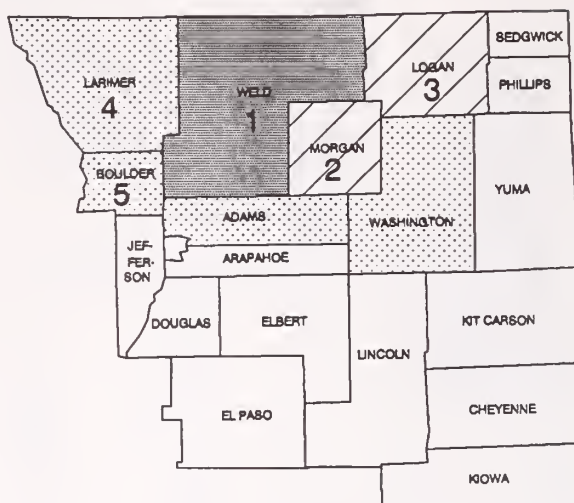 SEDGWICK
LARIMER
4
WELD
1
LOGAN
3
PHILLIPS
MORGAN
2
BOULDER
5
YUMA
ADAMS
WASHINGTON
JEF-
FER-
SON
ARAPAHOE
DOUGLAS
ELBERT
LINCOLN
KIT CARSON
EL PASO
CHEYENNE
KIOWA